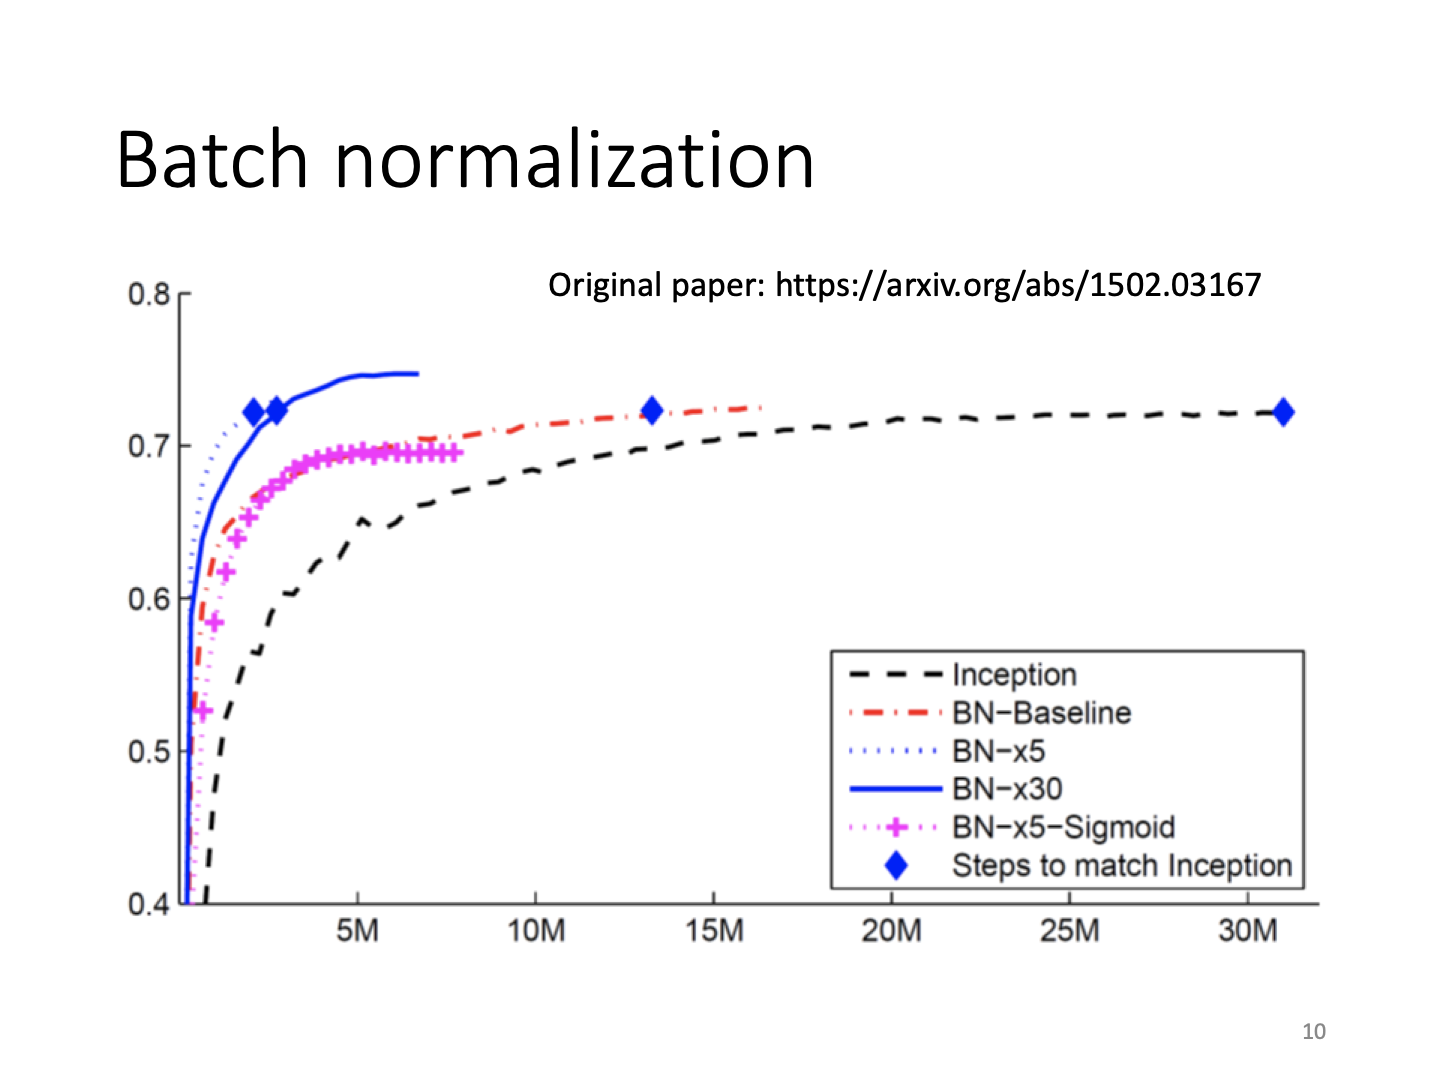 Batch normalization
Original paper: https://arxiv.org/abs/1502.03167
0.8
0.7
0.6
0.5
0.4
5M
10M
15M
20M
25M
30M
Inception
BN−Baseline
BN−x5
BN−x30
BN−x5−Sigmoid
Steps to match Inception
10